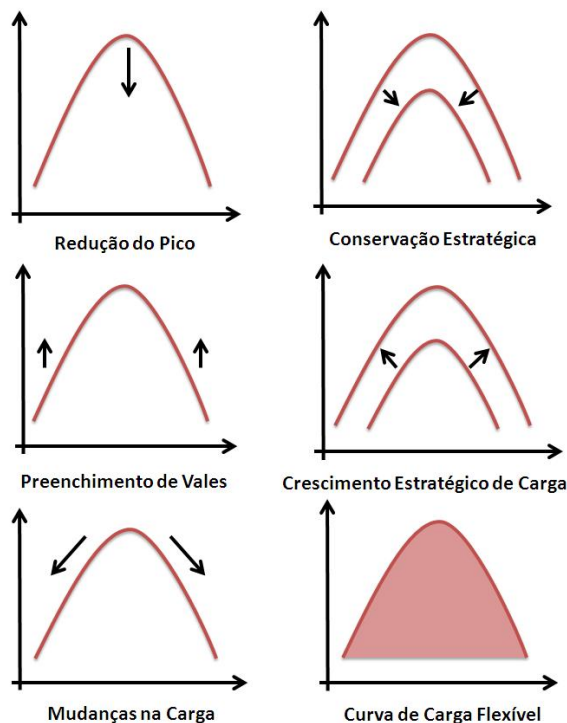 Redução do Pico
Conservação Estratégica
Preenchimento de Vales
Crescimento Estratégico de Carga
Mudanças na Carga
Curva de Carga Flexível